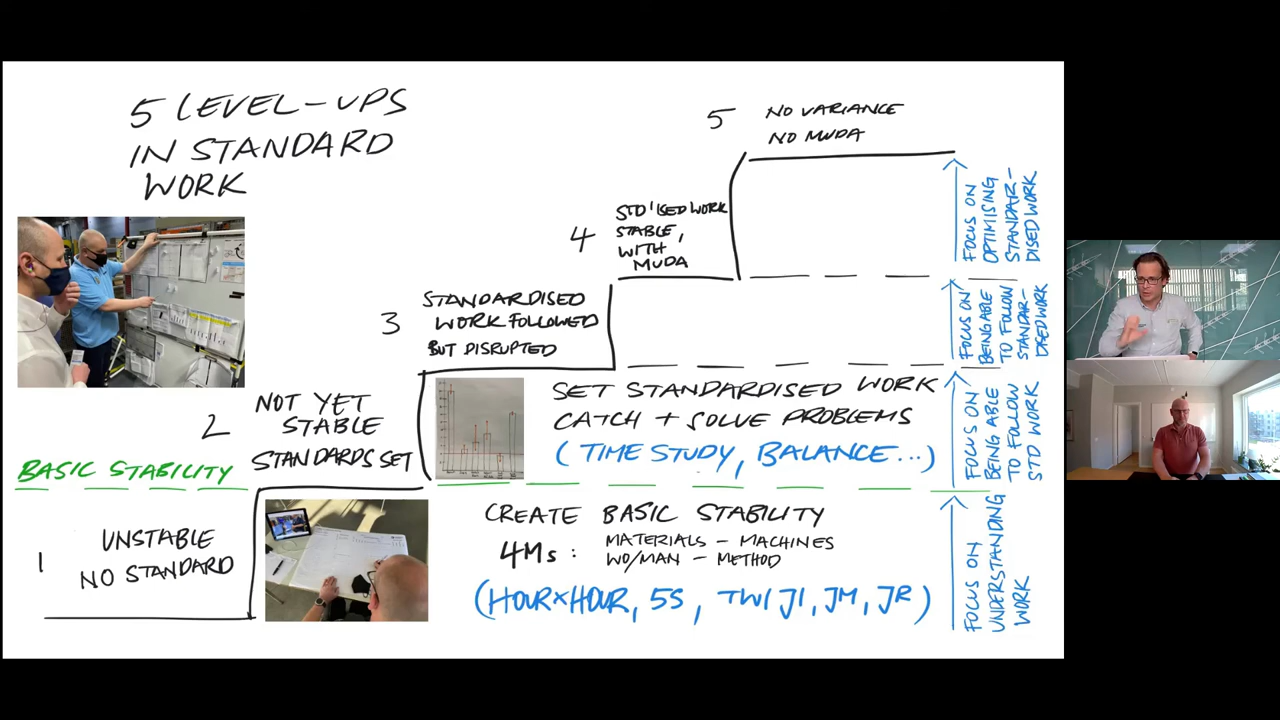 5 LEVEL-UPS
IN STANDARD
WORK
5 NO VARIANCE
NO MUDA
4 STD'ISED WORK
STABLE,
WITH
MUDA
3 STANDARDISED
WORK FOLLOWED
BUT DISRUPTED
2 NOT YET
STABLE
STANDARDS SET
BASIC STABILITY
1 UNSTABLE
NO STANDARD
SET STANDARDISED WORK
CATCH + SOLVE PROBLEMS
(TIME STUDY, BALANCE...)
CREATE BASIC STABILITY
4Ms: MATERIALS - MACHINES
WO/MAN - METHOD
(HOUR×HOUR, 5S, TWI JI, JM, JR)
FOCUS ON
OPTIMISING
STANDAR-
DISED WORK
FOCUS ON
BEING ABLE
TO FOLLOW
STANDAR-
DISED WORK
FOCUS ON
BEING ABLE
TO FOLLOW
STD WORK
FOCUS ON
UNDERSTANDING
WORK